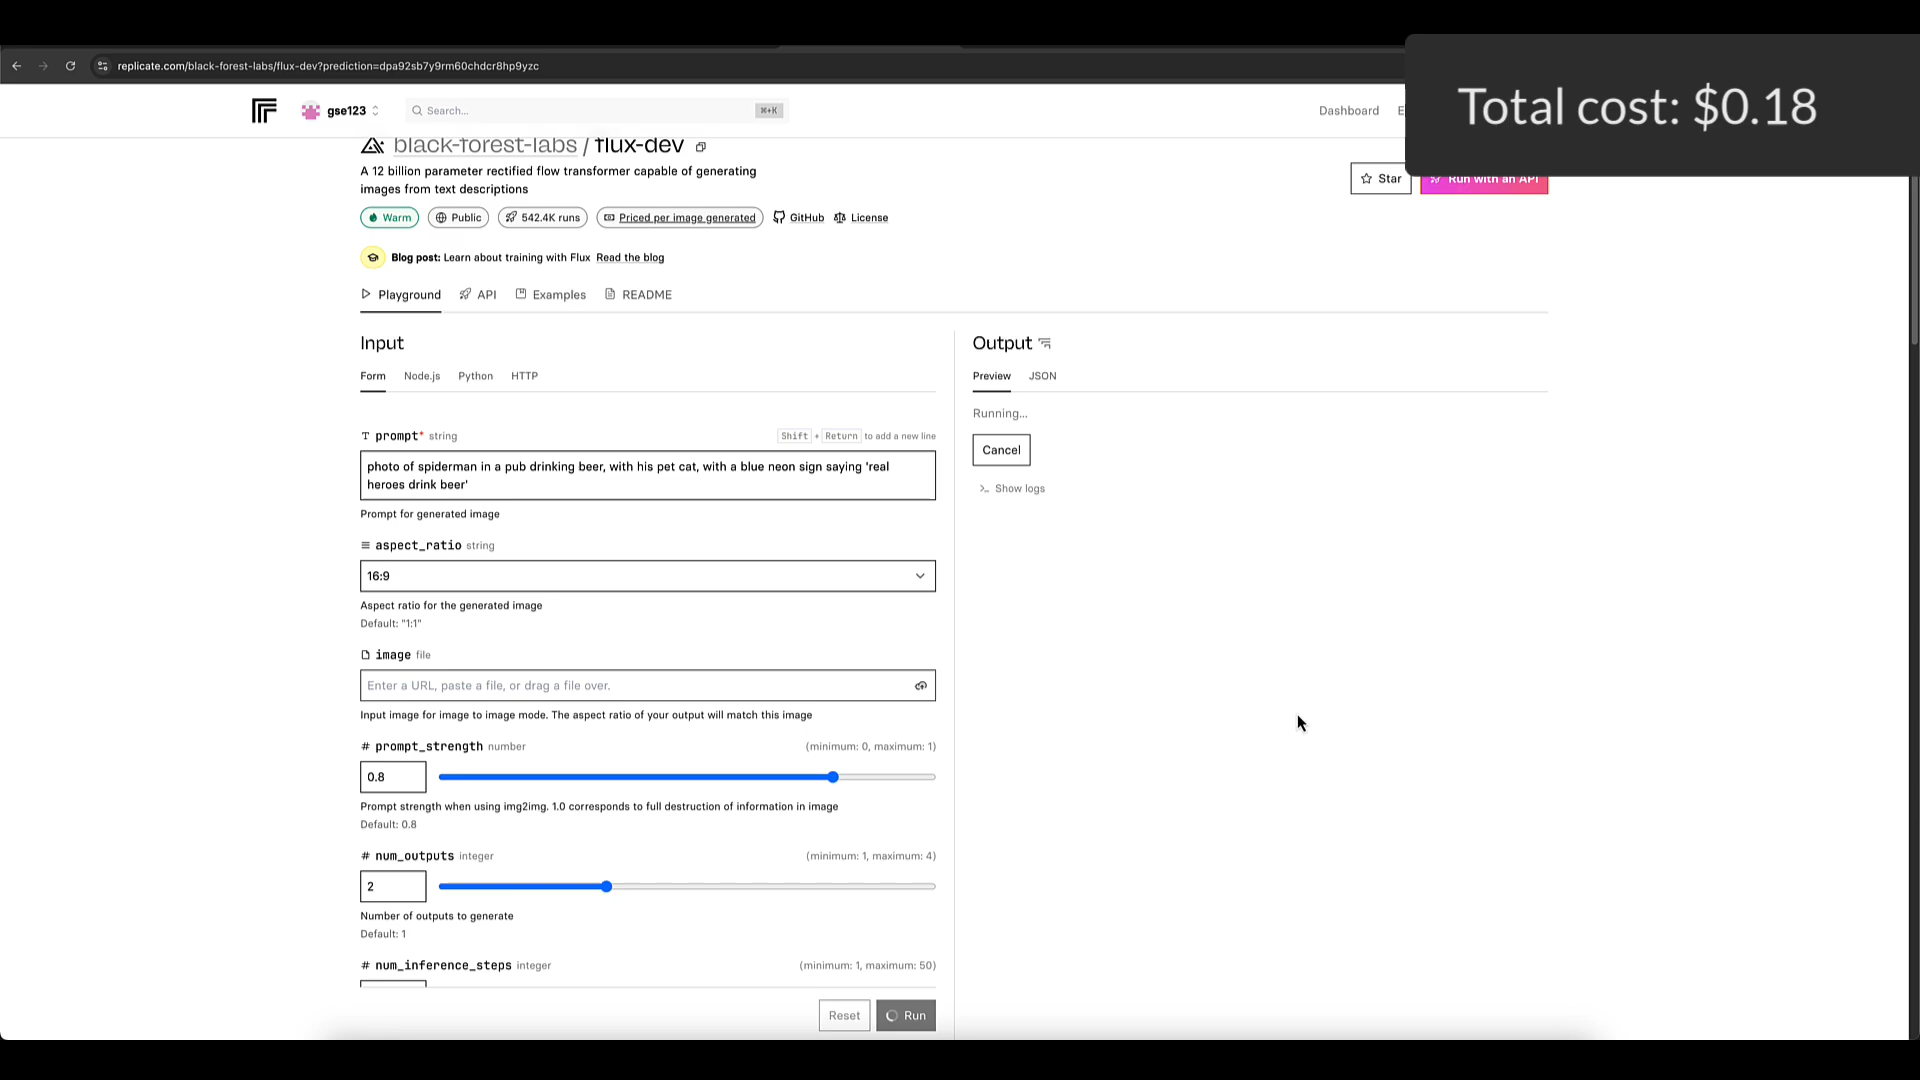 replicate.com/black-forest-labs/flux-dev?prediction=dpa92sb7y9rm60chdcr8hp9yzc
Total cost: $0.18
gse123
Search...
⌘+K
Dashboard
E
black-forest-labs / flux-dev
A 12 billion parameter rectified flow transformer capable of generating
images from text descriptions
Star
Run with an API
Warm
Public
542.4K runs
Priced per image generated
GitHub
License
Blog post: Learn about training with Flux Read the blog
Playground
API
Examples
README
Input
Form
Node.js
Python
HTTP
prompt* string
Shift + Return to add a new line
photo of spiderman in a pub drinking beer, with his pet cat, with a blue neon sign saying 'real
heroes drink beer'
Prompt for generated image
aspect_ratio string
16:9
Aspect ratio for the generated image
Default: "1:1"
image file
Enter a URL, paste a file, or drag a file over.
Input image for image to image mode. The aspect ratio of your output will match this image
# prompt_strength number
(minimum: 0, maximum: 1)
0.8
Prompt strength when using img2img. 1.0 corresponds to full destruction of information in image
Default: 0.8
# num_outputs integer
(minimum: 1, maximum: 4)
2
Number of outputs to generate
Default: 1
# num_inference_steps integer
(minimum: 1, maximum: 50)
Reset
Run
Output
Preview
JSON
Running...
Cancel
Show logs